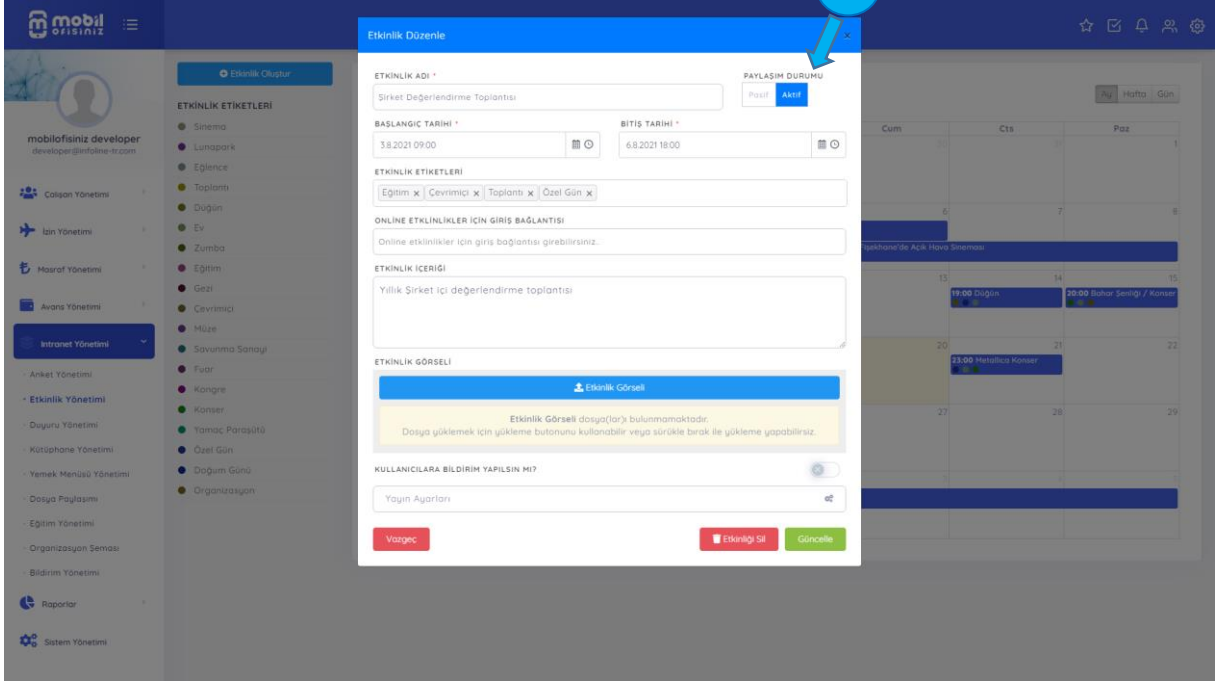 mobil
ofisiniz
mobilofisiniz developer
developer@infoline-tr.com
Çalışan Yönetimi
İzin Yönetimi
Masraf Yönetimi
Avans Yönetimi
Intranet Yönetimi
Anket Yönetimi
Etkinlik Yönetimi
Duyuru Yönetimi
Kütüphane Yönetimi
Yemek Menüsü Yönetimi
Dosya Paylaşımı
Eğitim Yönetimi
Organizasyon Şeması
Bildirim Yönetimi
Raporlar
Sistem Yönetimi
Etkinlik Oluştur
ETKİNLİK ETİKETLERİ
Sinema
Lunapark
Eğlence
Toplantı
Düğün
Ev
Zumba
Eğitim
Gezi
Çevrimiçi
Müze
Savunma Sanayi
Fuar
Kongre
Konser
Yamaç Paraşütü
Özel Gün
Doğum Günü
Organizasyon
Etkinlik Düzenle
×
ETKİNLİK ADI *
PAYLAŞIM DURUMU
Şirket Değerlendirme Toplantısı
Pasif Aktif
BAŞLANGIÇ TARİHİ *
BİTİŞ TARİHİ *
3.8.2021 09:00
6.8.2021 18:00
ETKİNLİK ETİKETLERİ
Eğitim x Çevrimiçi x Toplantı x Özel Gün x
ONLİNE ETKLİNLİKLER İÇİN GİRİŞ BAĞLANTISI
Online etkilinlikler için giriş bağlantısı girebilirsiniz.
ETKİNLİK İÇERİĞİ
Yıllık Şirket içi değerlendirme toplantısı
ETKİNLİK GÖRSELİ
Etkinlik Görseli
Etkinlik Görseli dosya(lar)ı bulunmamaktadır.
Dosya yüklemek için yükleme butonunu kullanabilir veya sürükle bırak ile yükleme yapabilirsiz.
KULLANICILARA BİLDİRİM YAPILSIN MI?
Yayın Ayarları
Vazgeç
Etkinliği Sil
Güncelle
Ay Hafta Gün
Cum Cts Paz
1
6 7 8
Fişekhane'de Açık Hava Sineması
13 14 15
19:00 Düğün
20:00 Bahar Şenliği / Konser
20 21 22
23:00 Metallica Konser
27 28 29